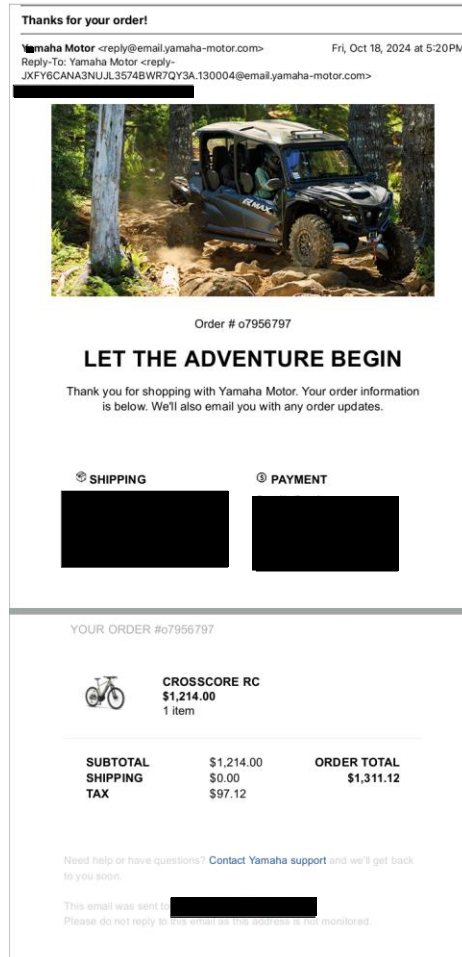 Thanks for your order!
Yamaha Motor <reply@email.yamaha-motor.com>
Fri, Oct 18, 2024 at 5:20PM
Reply-To: Yamaha Motor <reply-
JXFY6CANA3NUJL3574BWR7QY3A.130004@email.yamaha-motor.com>
RMAX
Order # o7956797
LET THE ADVENTURE BEGIN
Thank you for shopping with Yamaha Motor. Your order information
is below. We'll also email you with any order updates.
SHIPPING
PAYMENT
YOUR ORDER #o7956797
CROSSCORE RC
$1,214.00
1 item
SUBTOTAL $1,214.00 ORDER TOTAL
SHIPPING $0.00 $1,311.12
TAX $97.12
Need help or have questions? Contact Yamaha support and we'll get back
to you soon.
This email was sent to
Please do not reply to this email as this address is not monitored.